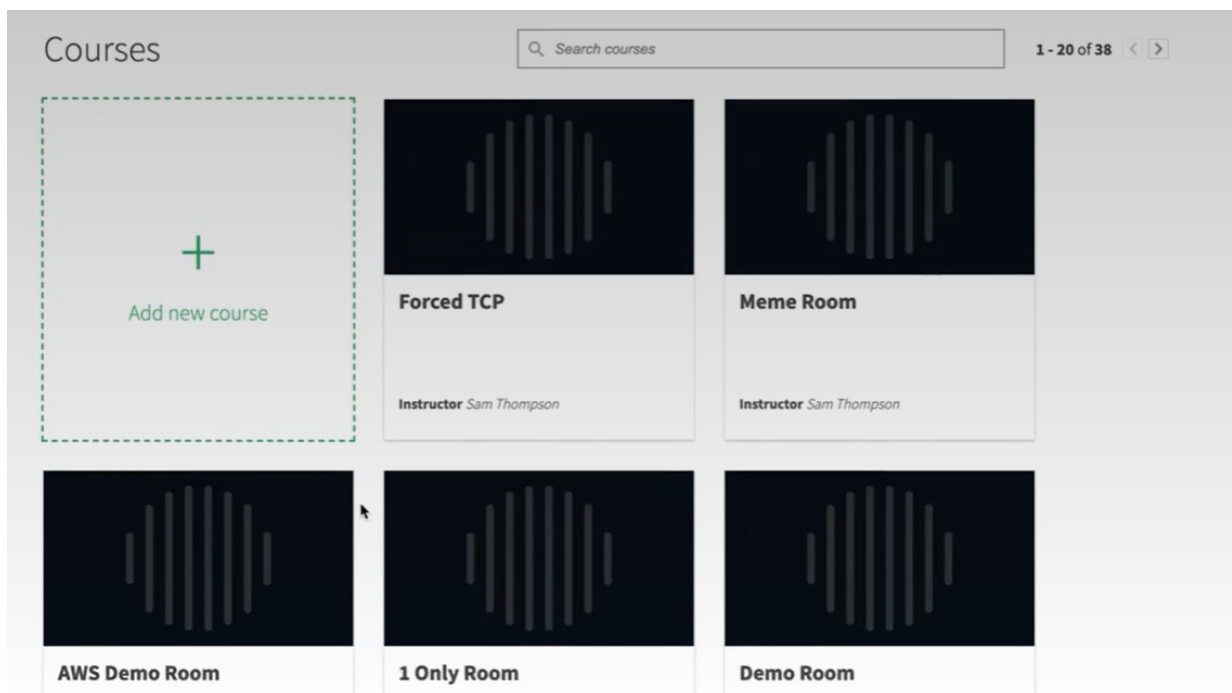 Courses
Search courses
1 - 20 of 38
Add new course
Forced TCP
Instructor Sam Thompson
Meme Room
Instructor Sam Thompson
AWS Demo Room
1 Only Room
Demo Room